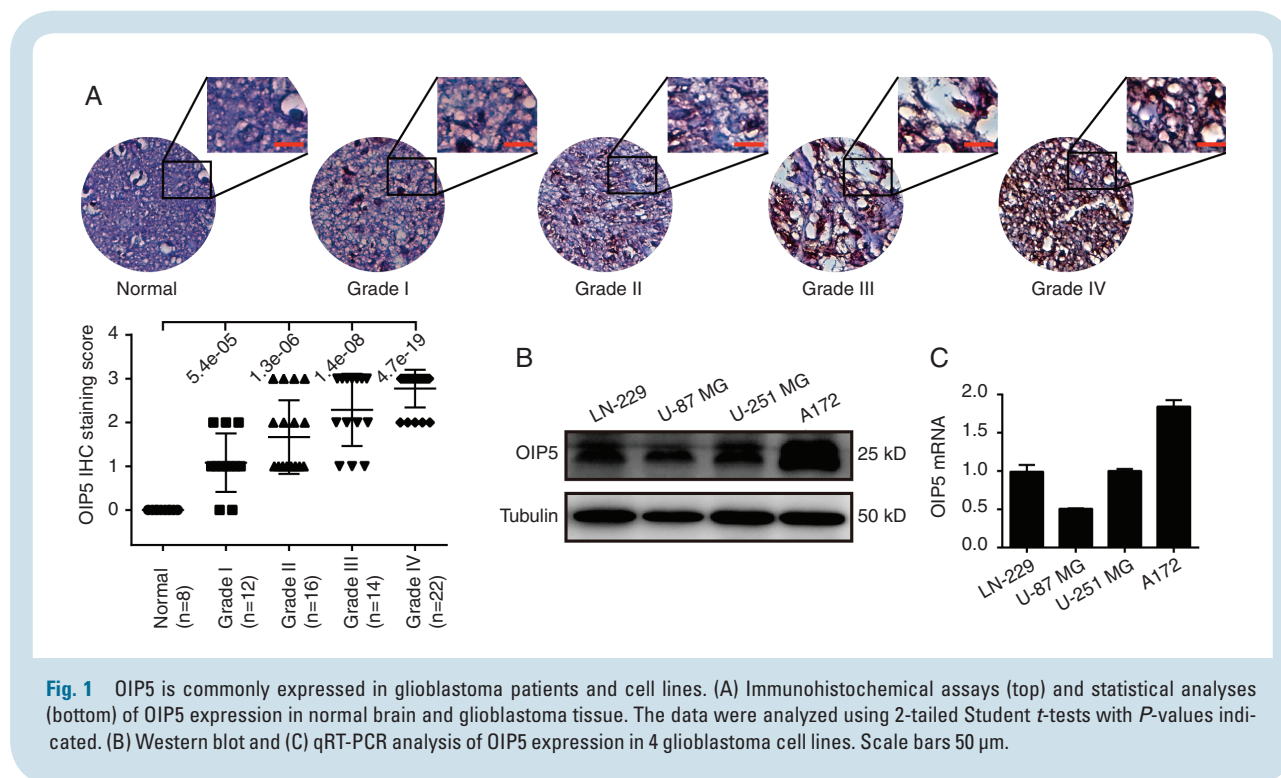 A
Normal
Grade I
Grade II
Grade III
Grade IV
OIP5 IHC staining score
4
3
2
1
0
5.4e-05
1.3e-06
1.4e-08
4.7e-19
Normal
(n=8)
Grade I
(n=12)
Grade II
(n=16)
Grade III
(n=14)
Grade IV
(n=22)
B
LN-229
U-87 MG
U-251 MG
A172
OIP5
25 kD
Tubulin
50 kD
C
OIP5 mRNA
2.0
1.5
1.0
0.5
0.0
LN-229
U-87 MG
U-251 MG
A172
Fig. 1 OIP5 is commonly expressed in glioblastoma patients and cell lines. (A) Immunohistochemical assays (top) and statistical analyses
(bottom) of OIP5 expression in normal brain and glioblastoma tissue. The data were analyzed using 2-tailed Student t-tests with P-values indi-
cated. (B) Western blot and (C) qRT-PCR analysis of OIP5 expression in 4 glioblastoma cell lines. Scale bars 50 µm.